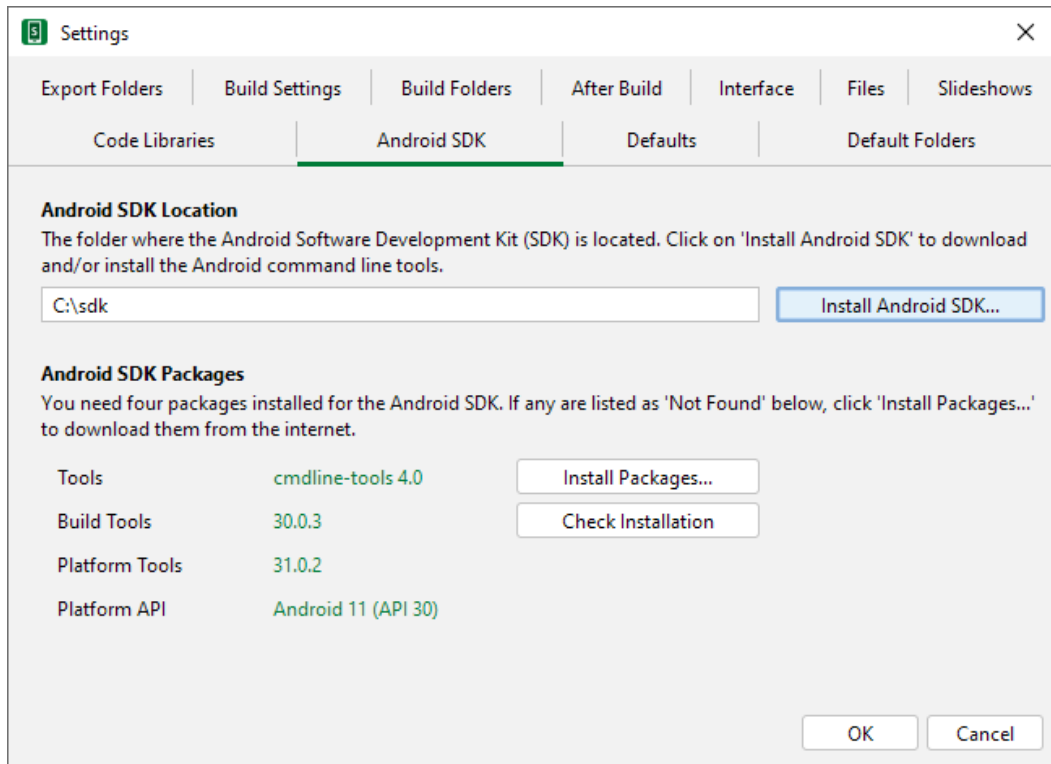 Settings
Export Folders Build Settings Build Folders After Build Interface Files Slideshows
Code Libraries Android SDK Defaults Default Folders
Android SDK Location
The folder where the Android Software Development Kit (SDK) is located. Click on 'Install Android SDK' to download
and/or install the Android command line tools.
C:\sdk Install Android SDK...
Android SDK Packages
You need four packages installed for the Android SDK. If any are listed as 'Not Found' below, click 'Install Packages...'
to download them from the internet.
Tools cmdline-tools 4.0 Install Packages...
Build Tools 30.0.3 Check Installation
Platform Tools 31.0.2
Platform API Android 11 (API 30)
OK Cancel